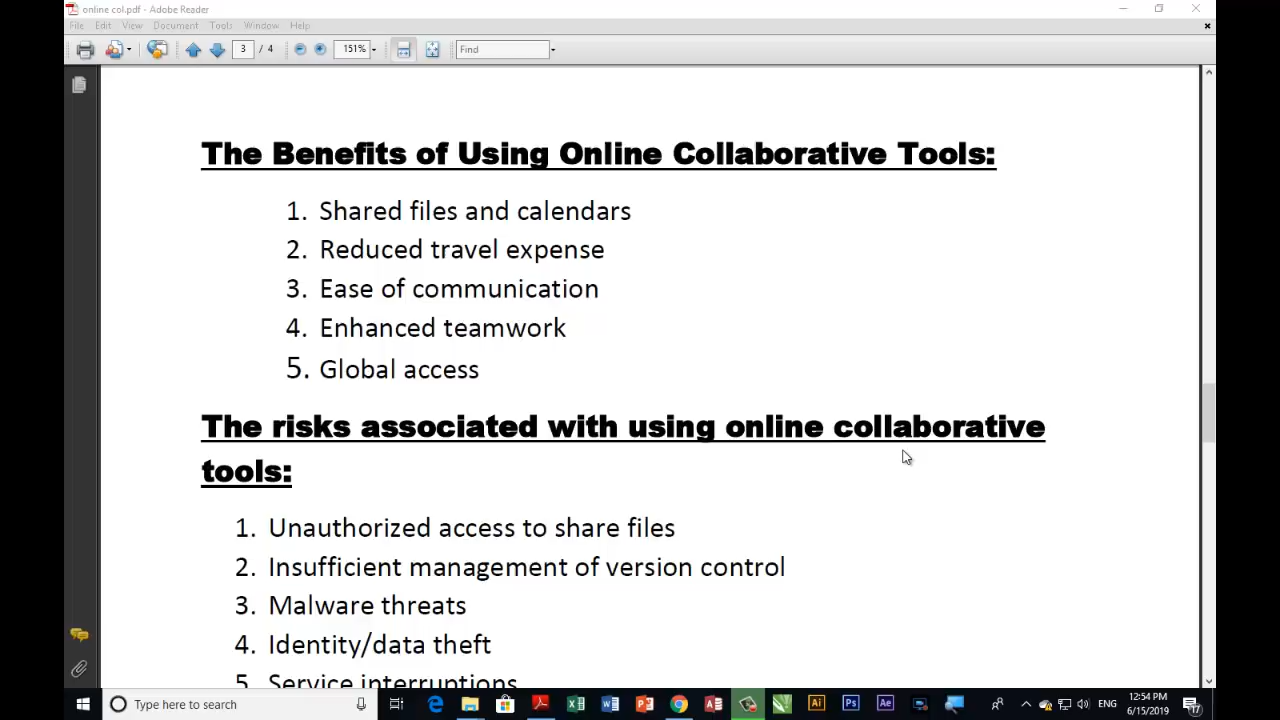 online col.pdf - Adobe Reader
File Edit View Document Tools Window Help
3 / 4 151% Find
The Benefits of Using Online Collaborative Tools:
1. Shared files and calendars
2. Reduced travel expense
3. Ease of communication
4. Enhanced teamwork
5. Global access
The risks associated with using online collaborative
tools:
1. Unauthorized access to share files
2. Insufficient management of version control
3. Malware threats
4. Identity/data theft
5. Service interruptions
Type here to search
ENG
12:54 PM
6/15/2019